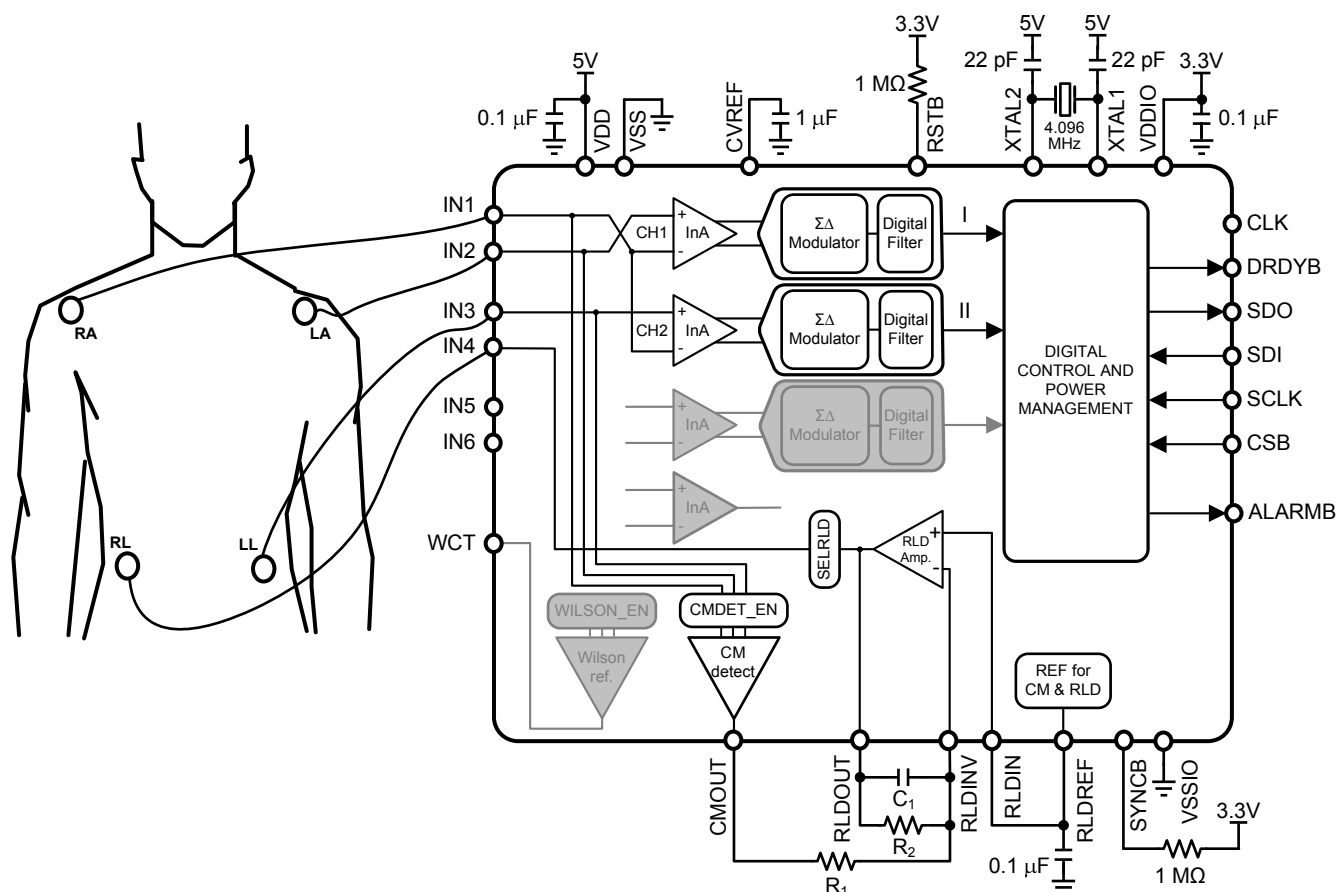 3.3V
5V
5V
22 pF
22 pF
3.3V
5V
1 MΩ
0.1 µF
1 µF
4.096
MHz
0.1 µF
VDD
VSS
CVREF
RSTB
XTAL2
XTAL1
VDDIO
IN1
IN2
IN3
IN4
IN5
IN6
WCT
RA
LA
RL
LL
CH1
+
-
InA
ΣΔ
Modulator
Digital
Filter
I
CH2
+
-
InA
ΣΔ
Modulator
Digital
Filter
II
+
-
InA
ΣΔ
Modulator
Digital
Filter
+
-
InA
DIGITAL
CONTROL AND
POWER
MANAGEMENT
CLK
DRDYB
SDO
SDI
SCLK
CSB
ALARMB
SELRLD
RLD
Amp.
+
-
WILSON_EN
Wilson
ref.
CMDET_EN
CM
detect
REF for
CM & RLD
CMOUT
RLDOUT
RLDINV
RLDIN
RLDREF
SYNCB
VSSIO
C1
R2
R1
0.1 µF
3.3V
1 MΩ